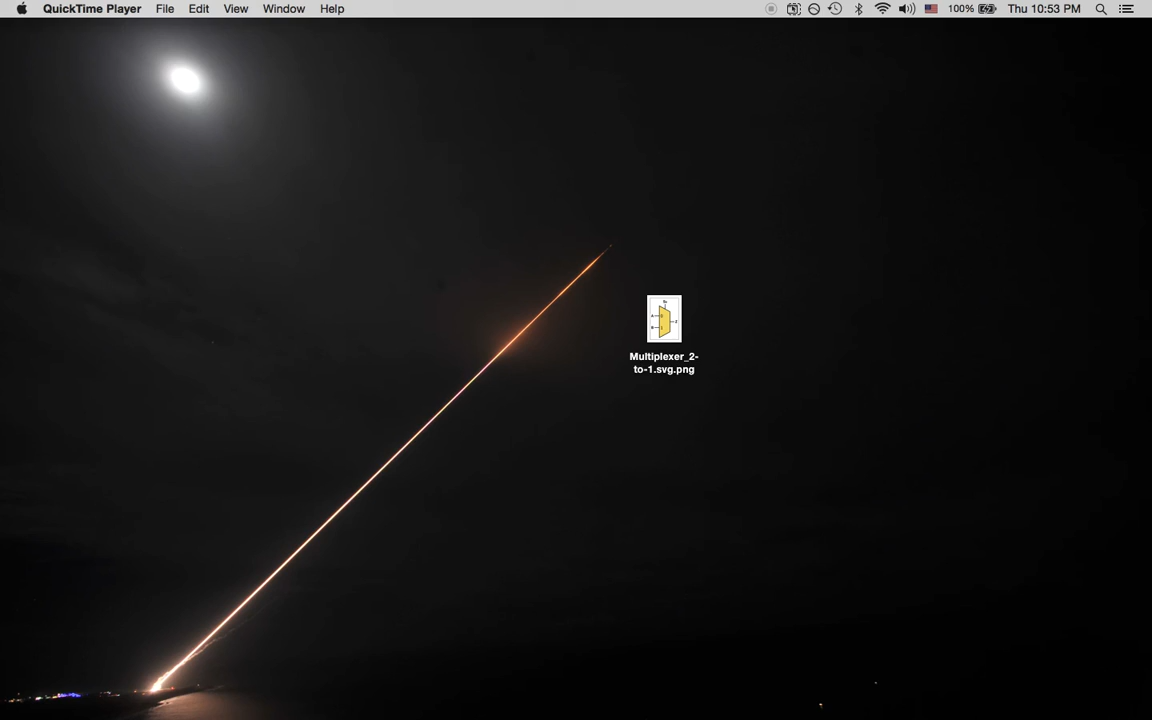 QuickTime Player File Edit View Window Help 100% Thu 10:53 PM
Multiplexer_2-
to-1.svg.png